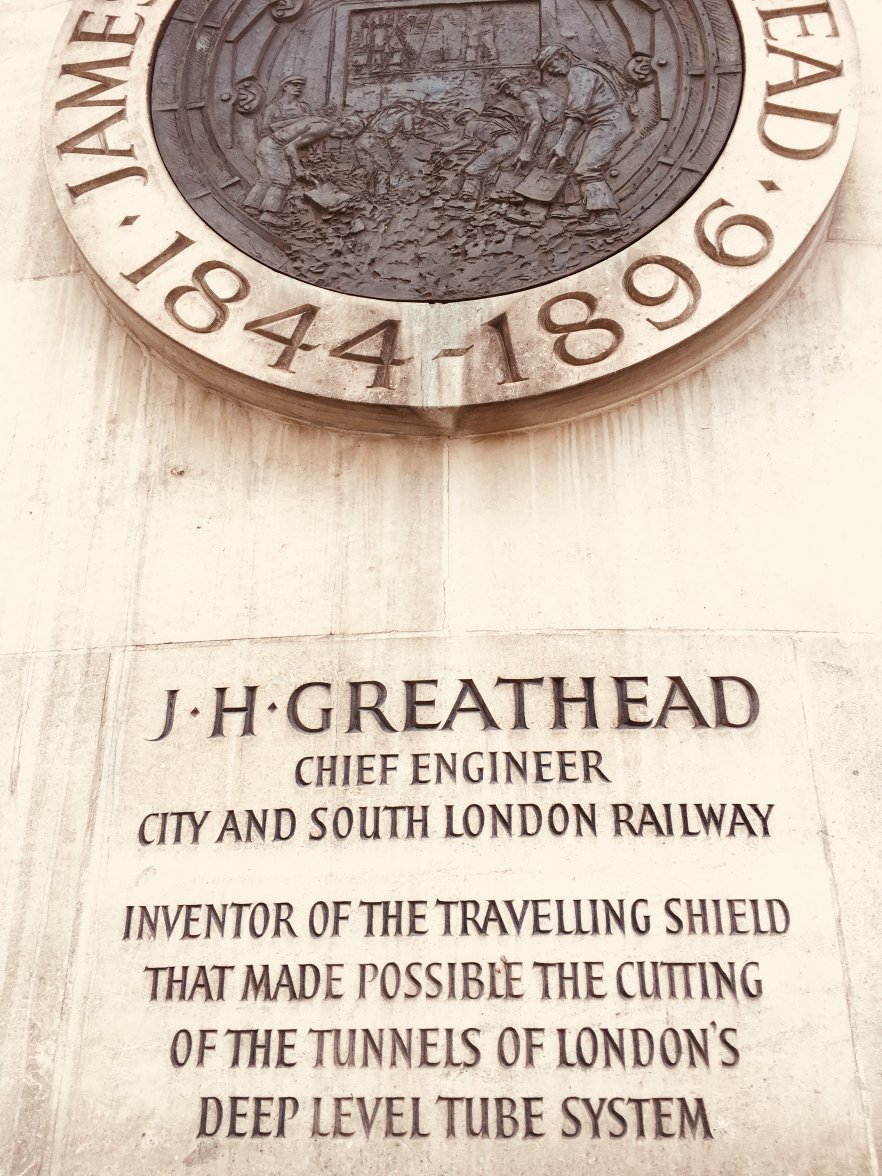 JAMES
EAD
· 1844-1896 ·
J·H·GREATHEAD
CHIEF ENGINEER
CITY AND SOUTH LONDON RAILWAY
INVENTOR OF THE TRAVELLING SHIELD
THAT MADE POSSIBLE THE CUTTING
OF THE TUNNELS OF LONDON'S
DEEP LEVEL TUBE SYSTEM